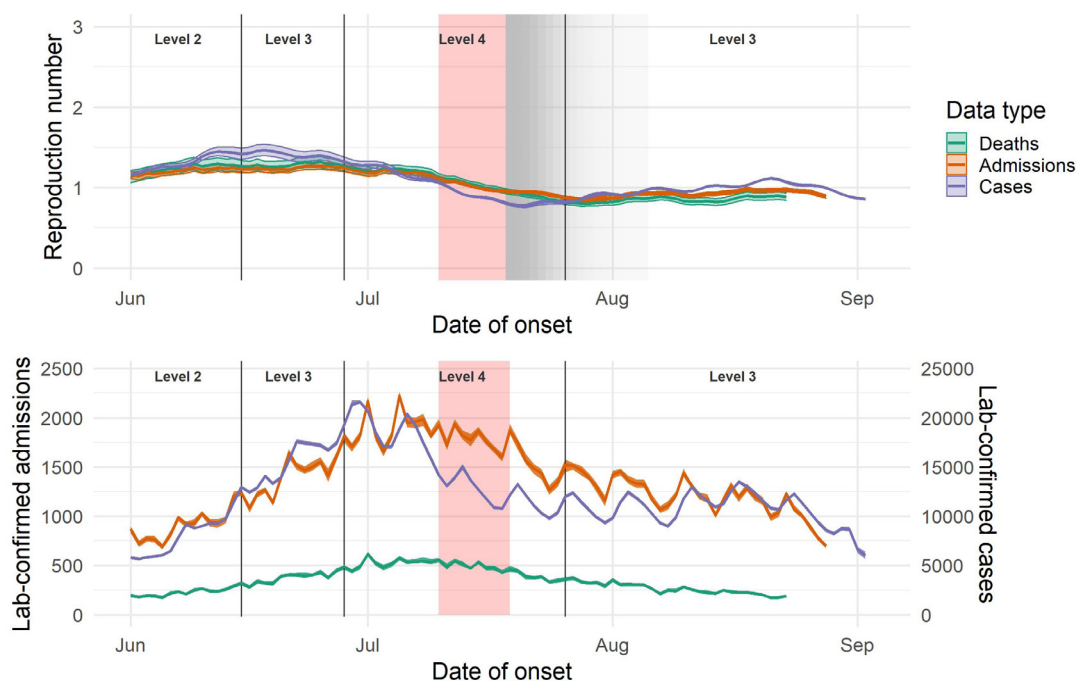 3
2
1
0
Reproduction number
Level 2
Level 3
Level 4
Level 3
Jun
Jul
Aug
Sep
Date of onset
Data type
Deaths
Admissions
Cases
2500
2000
1500
1000
500
0
Lab-confirmed admissions
Level 2
Level 3
Level 4
Level 3
25000
20000
15000
10000
5000
0
Lab-confirmed cases
Jun
Jul
Aug
Sep
Date of onset